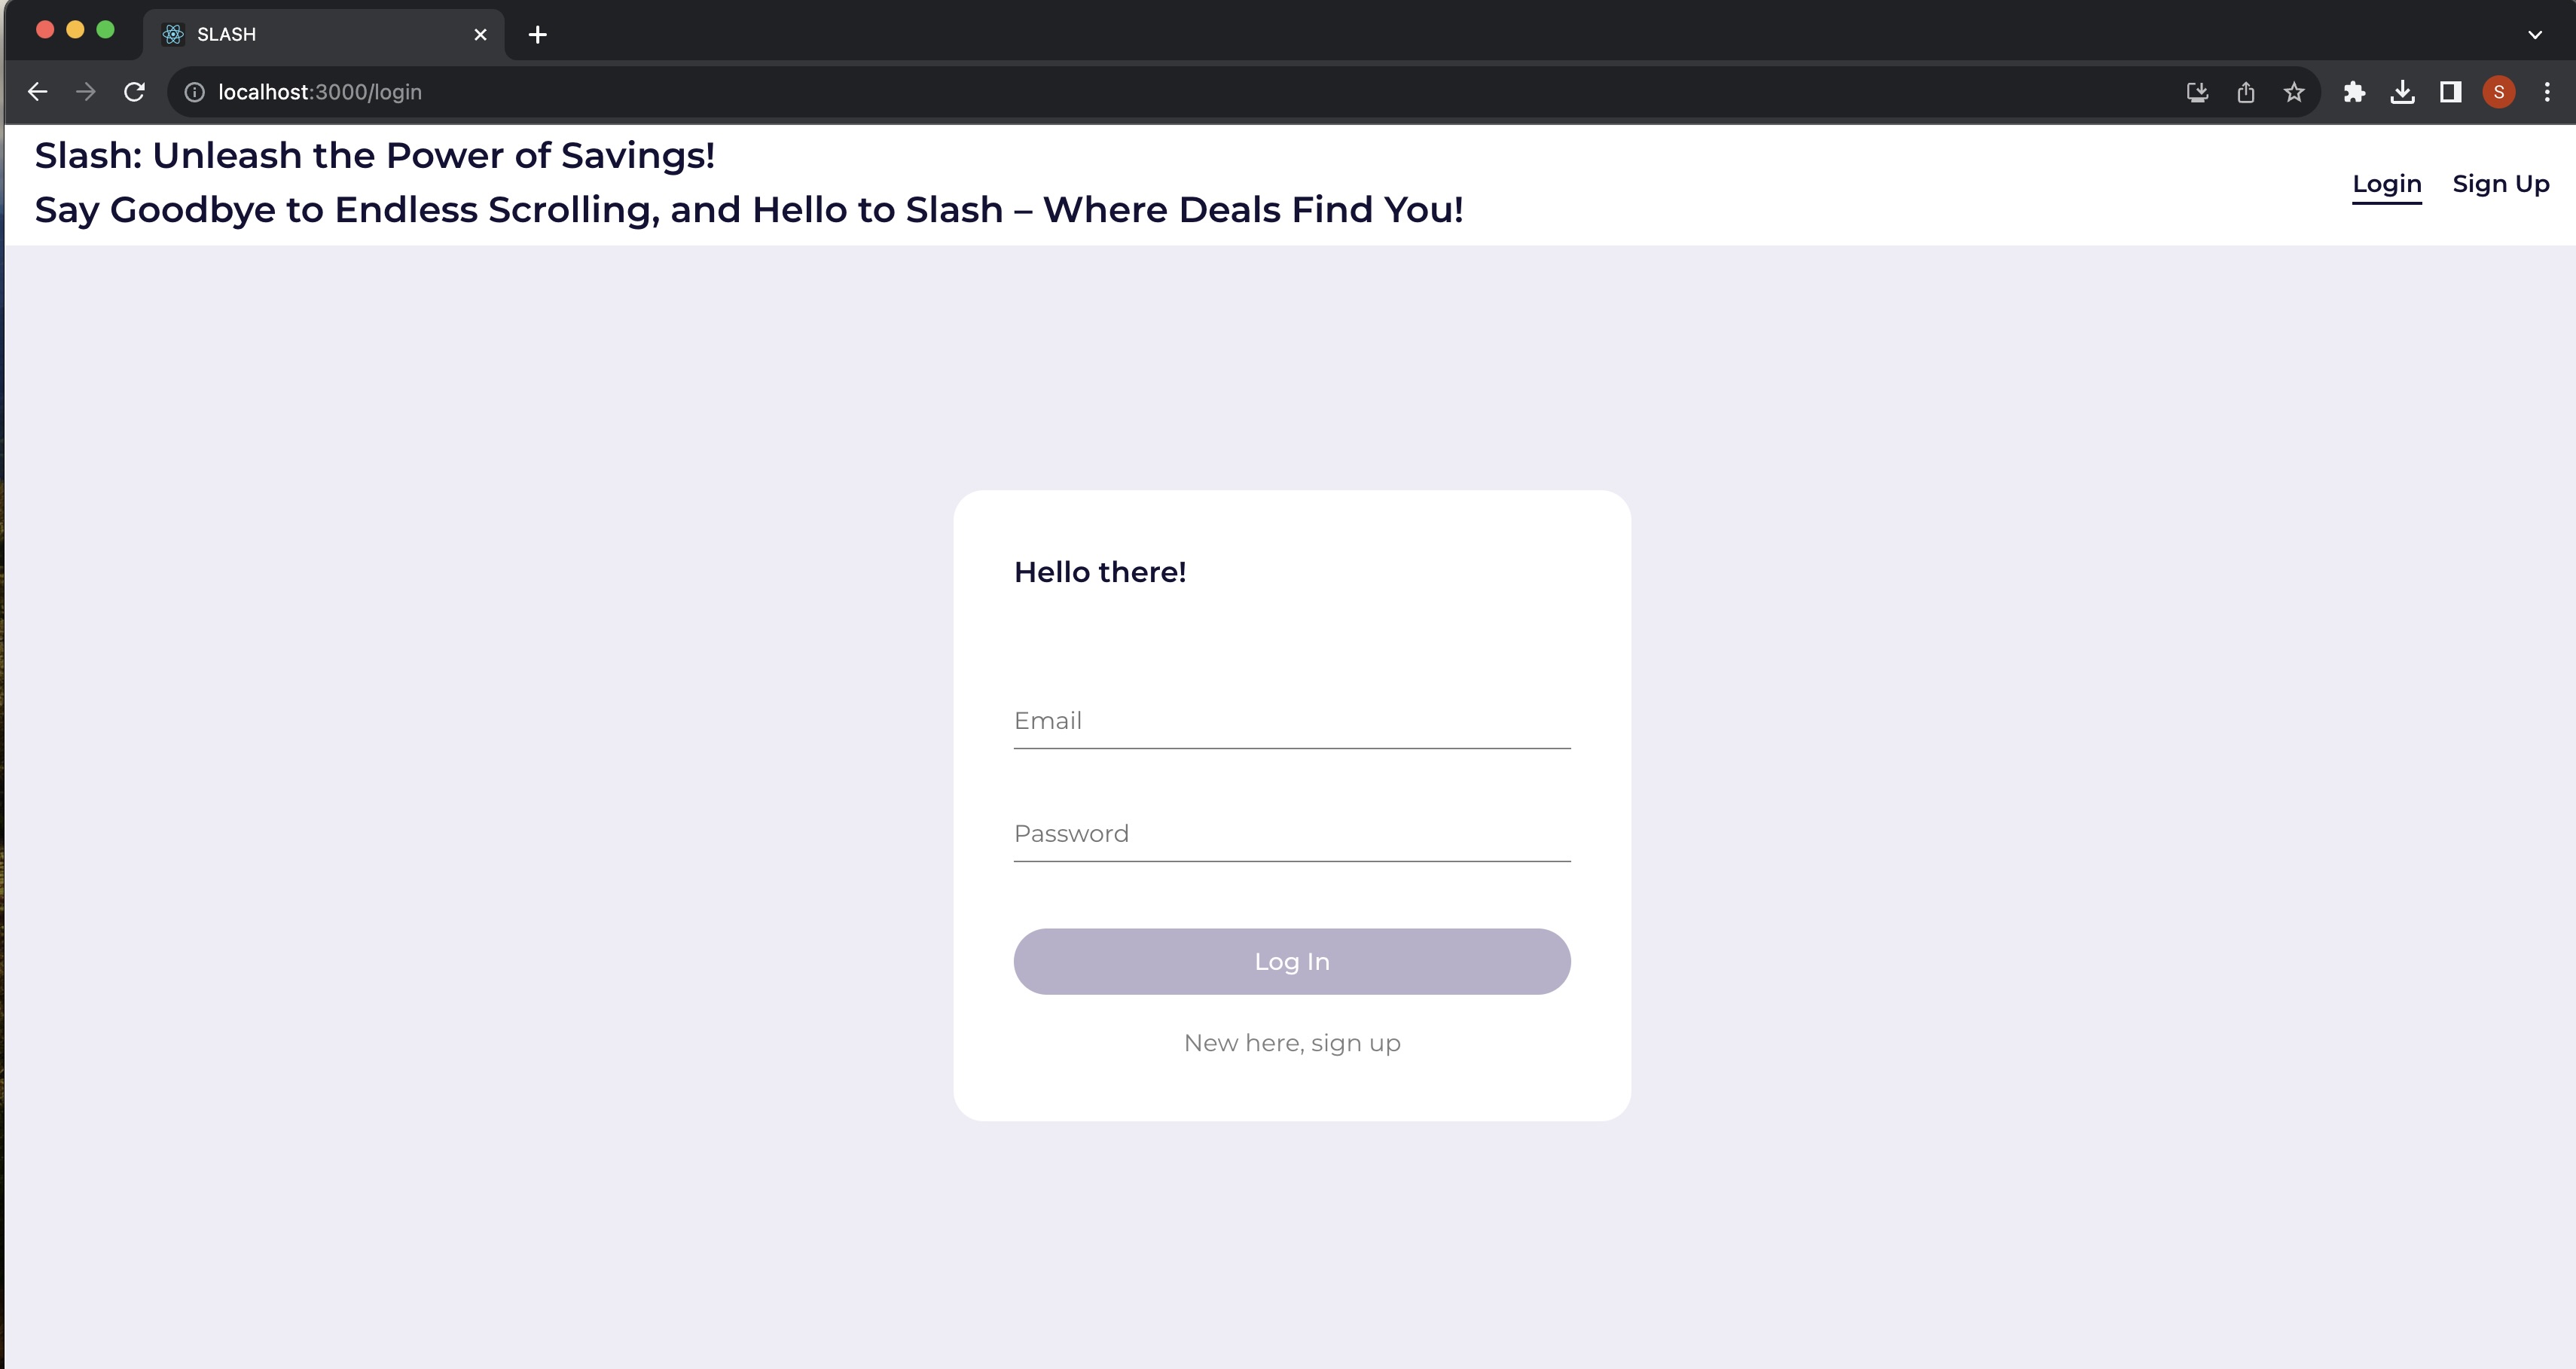 SLASH
localhost:3000/login
S
Slash: Unleash the Power of Savings!
Say Goodbye to Endless Scrolling, and Hello to Slash – Where Deals Find You!
Login Sign Up
Hello there!
Email
Password
Log In
New here, sign up